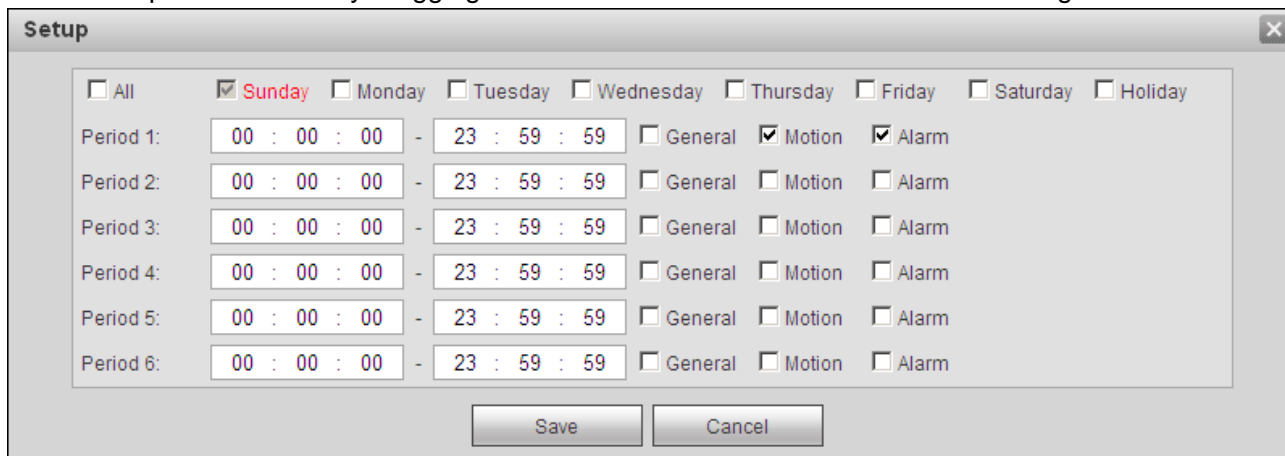 Setup
All Sunday Monday Tuesday Wednesday Thursday Friday Saturday Holiday
Period 1: 00 : 00 : 00 - 23 : 59 : 59 General Motion Alarm
Period 2: 00 : 00 : 00 - 23 : 59 : 59 General Motion Alarm
Period 3: 00 : 00 : 00 - 23 : 59 : 59 General Motion Alarm
Period 4: 00 : 00 : 00 - 23 : 59 : 59 General Motion Alarm
Period 5: 00 : 00 : 00 - 23 : 59 : 59 General Motion Alarm
Period 6: 00 : 00 : 00 - 23 : 59 : 59 General Motion Alarm
Save Cancel